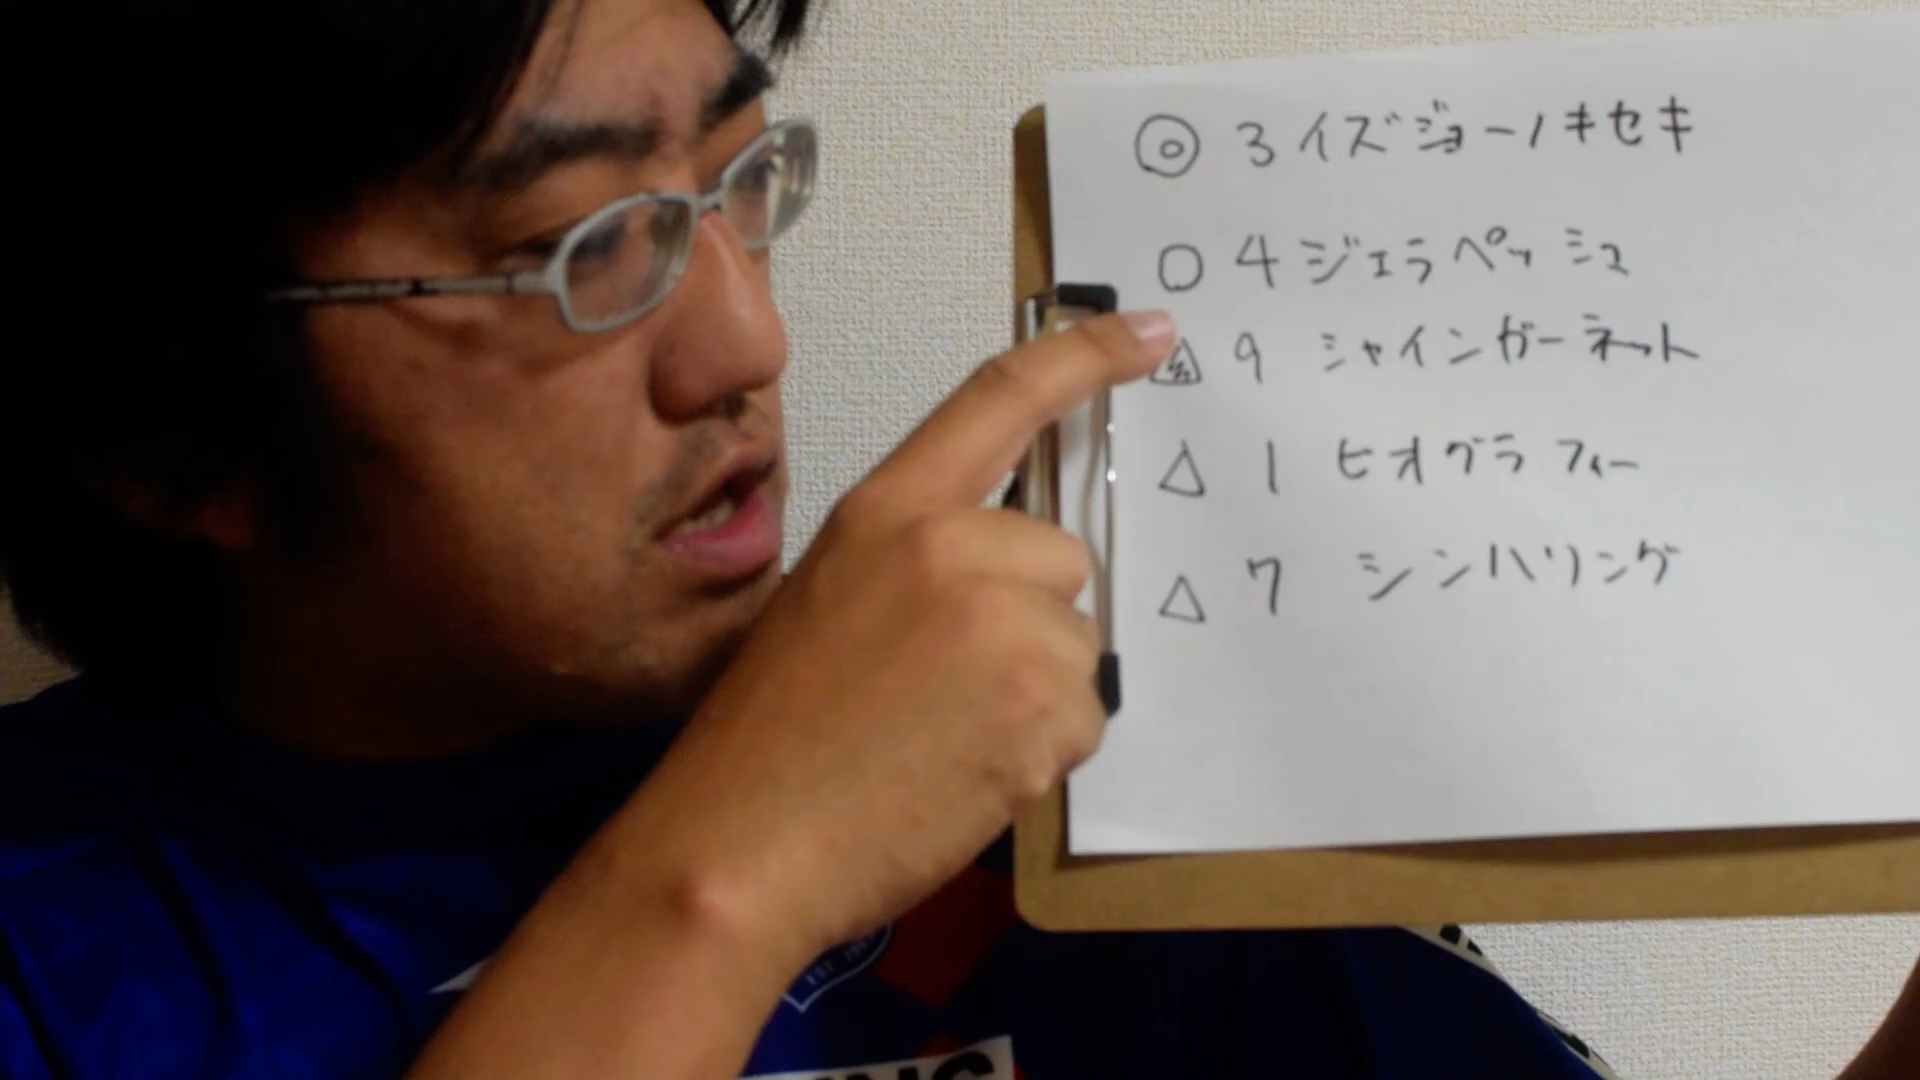 ◎ 3 イズジョーノキセキ
○ 4 ジェラペッシュ
▲ 9 シャインガーネット
△ 1 ヒオグラフィー
△ 7 シンハリング
EST